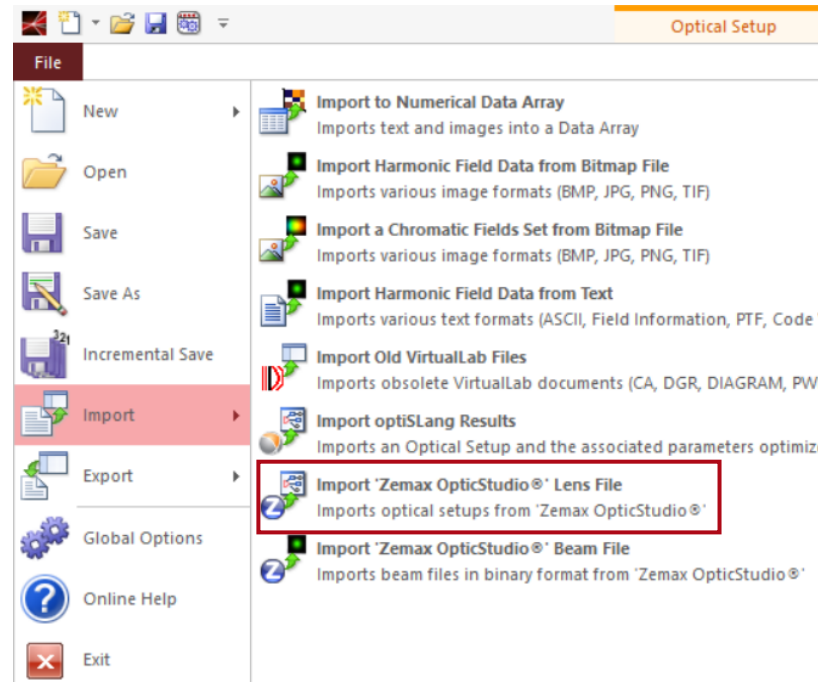 Optical Setup
File
New
Open
Save
Save As
321
Incremental Save
Import
Export
Global Options
Online Help
Exit
Import to Numerical Data Array
Imports text and images into a Data Array
Import Harmonic Field Data from Bitmap File
Imports various image formats (BMP, JPG, PNG, TIF)
Import a Chromatic Fields Set from Bitmap File
Imports various image formats (BMP, JPG, PNG, TIF)
Import Harmonic Field Data from Text
Imports various text formats (ASCII, Field Information, PTF, Code
Import Old VirtualLab Files
Imports obsolete VirtualLab documents (CA, DGR, DIAGRAM, PW
Import optiSLang Results
Imports an Optical Setup and the associated parameters
Import 'Zemax OpticStudio®' Lens File
Imports optical setups from 'Zemax OpticStudio®'
Import 'Zemax OpticStudio®' Beam File
Imports beam files in binary format from 'Zemax OpticStudio®'